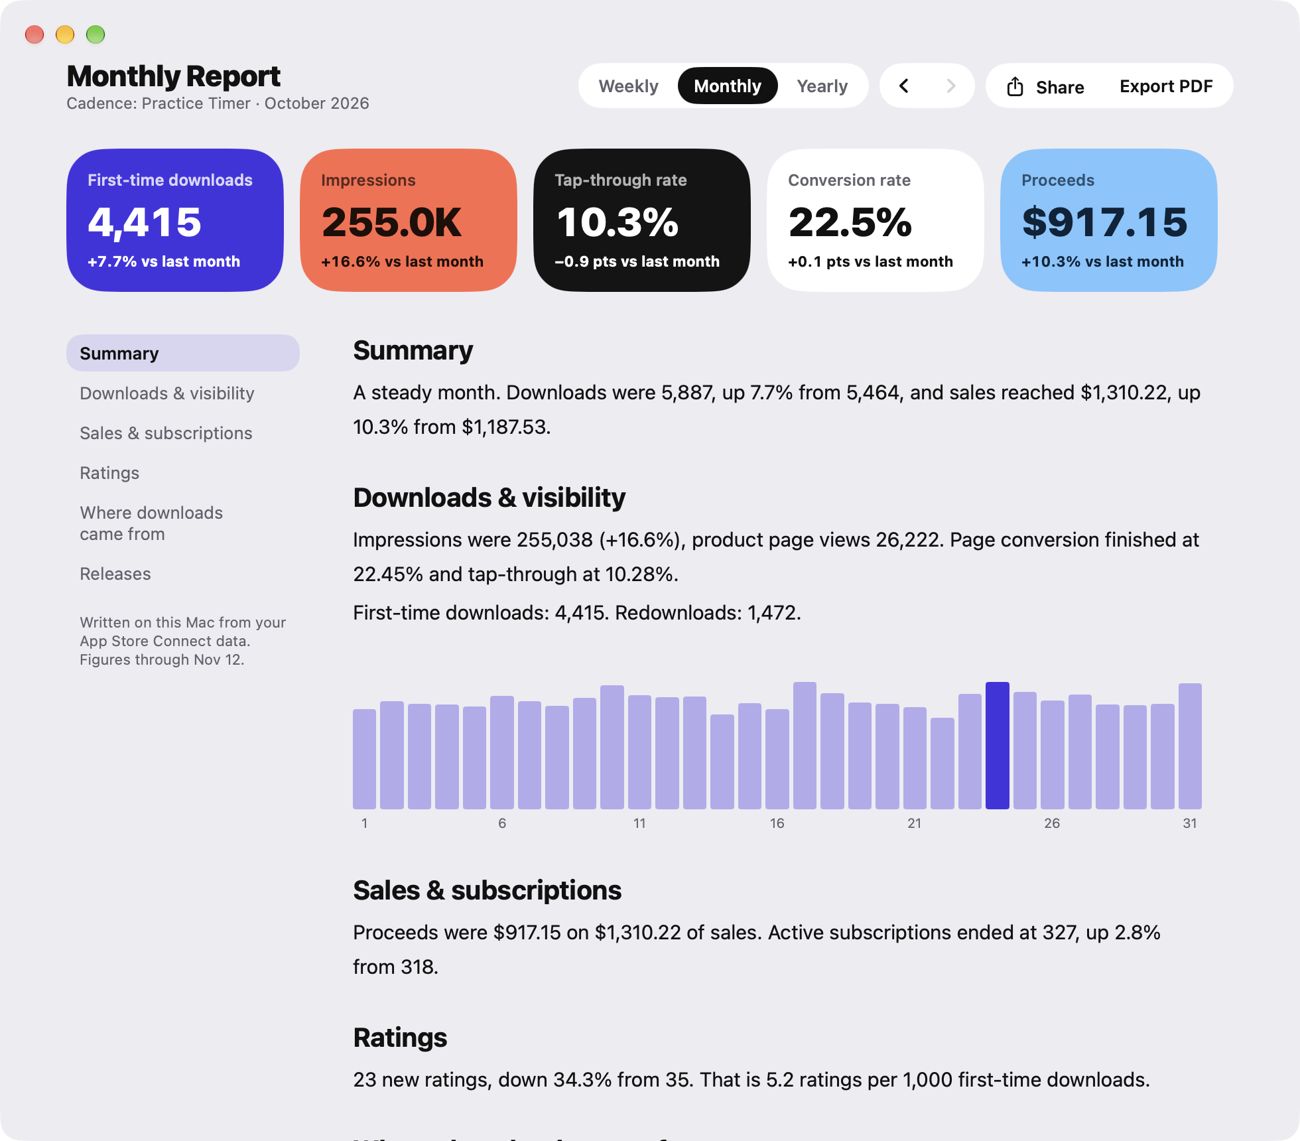 Monthly Report
Cadence: Practice Timer · October 2026
Weekly
Monthly
Yearly
Share
Export PDF
First-time downloads
4,415
+7.7% vs last month
Impressions
255.0K
+16.6% vs last month
Tap-through rate
10.3%
−0.9 pts vs last month
Conversion rate
22.5%
+0.1 pts vs last month
Proceeds
$917.15
+10.3% vs last month
Summary
Downloads & visibility
Sales & subscriptions
Ratings
Where downloads
came from
Releases
Written on this Mac from your
App Store Connect data.
Figures through Nov 12.
Summary
A steady month. Downloads were 5,887, up 7.7% from 5,464, and sales reached $1,310.22, up
10.3% from $1,187.53.
Downloads & visibility
Impressions were 255,038 (+16.6%), product page views 26,222. Page conversion finished at
22.45% and tap-through at 10.28%.
First-time downloads: 4,415. Redownloads: 1,472.
1 6 11 16 21 26 31
Sales & subscriptions
Proceeds were $917.15 on $1,310.22 of sales. Active subscriptions ended at 327, up 2.8%
from 318.
Ratings
23 new ratings, down 34.3% from 35. That is 5.2 ratings per 1,000 first-time downloads.